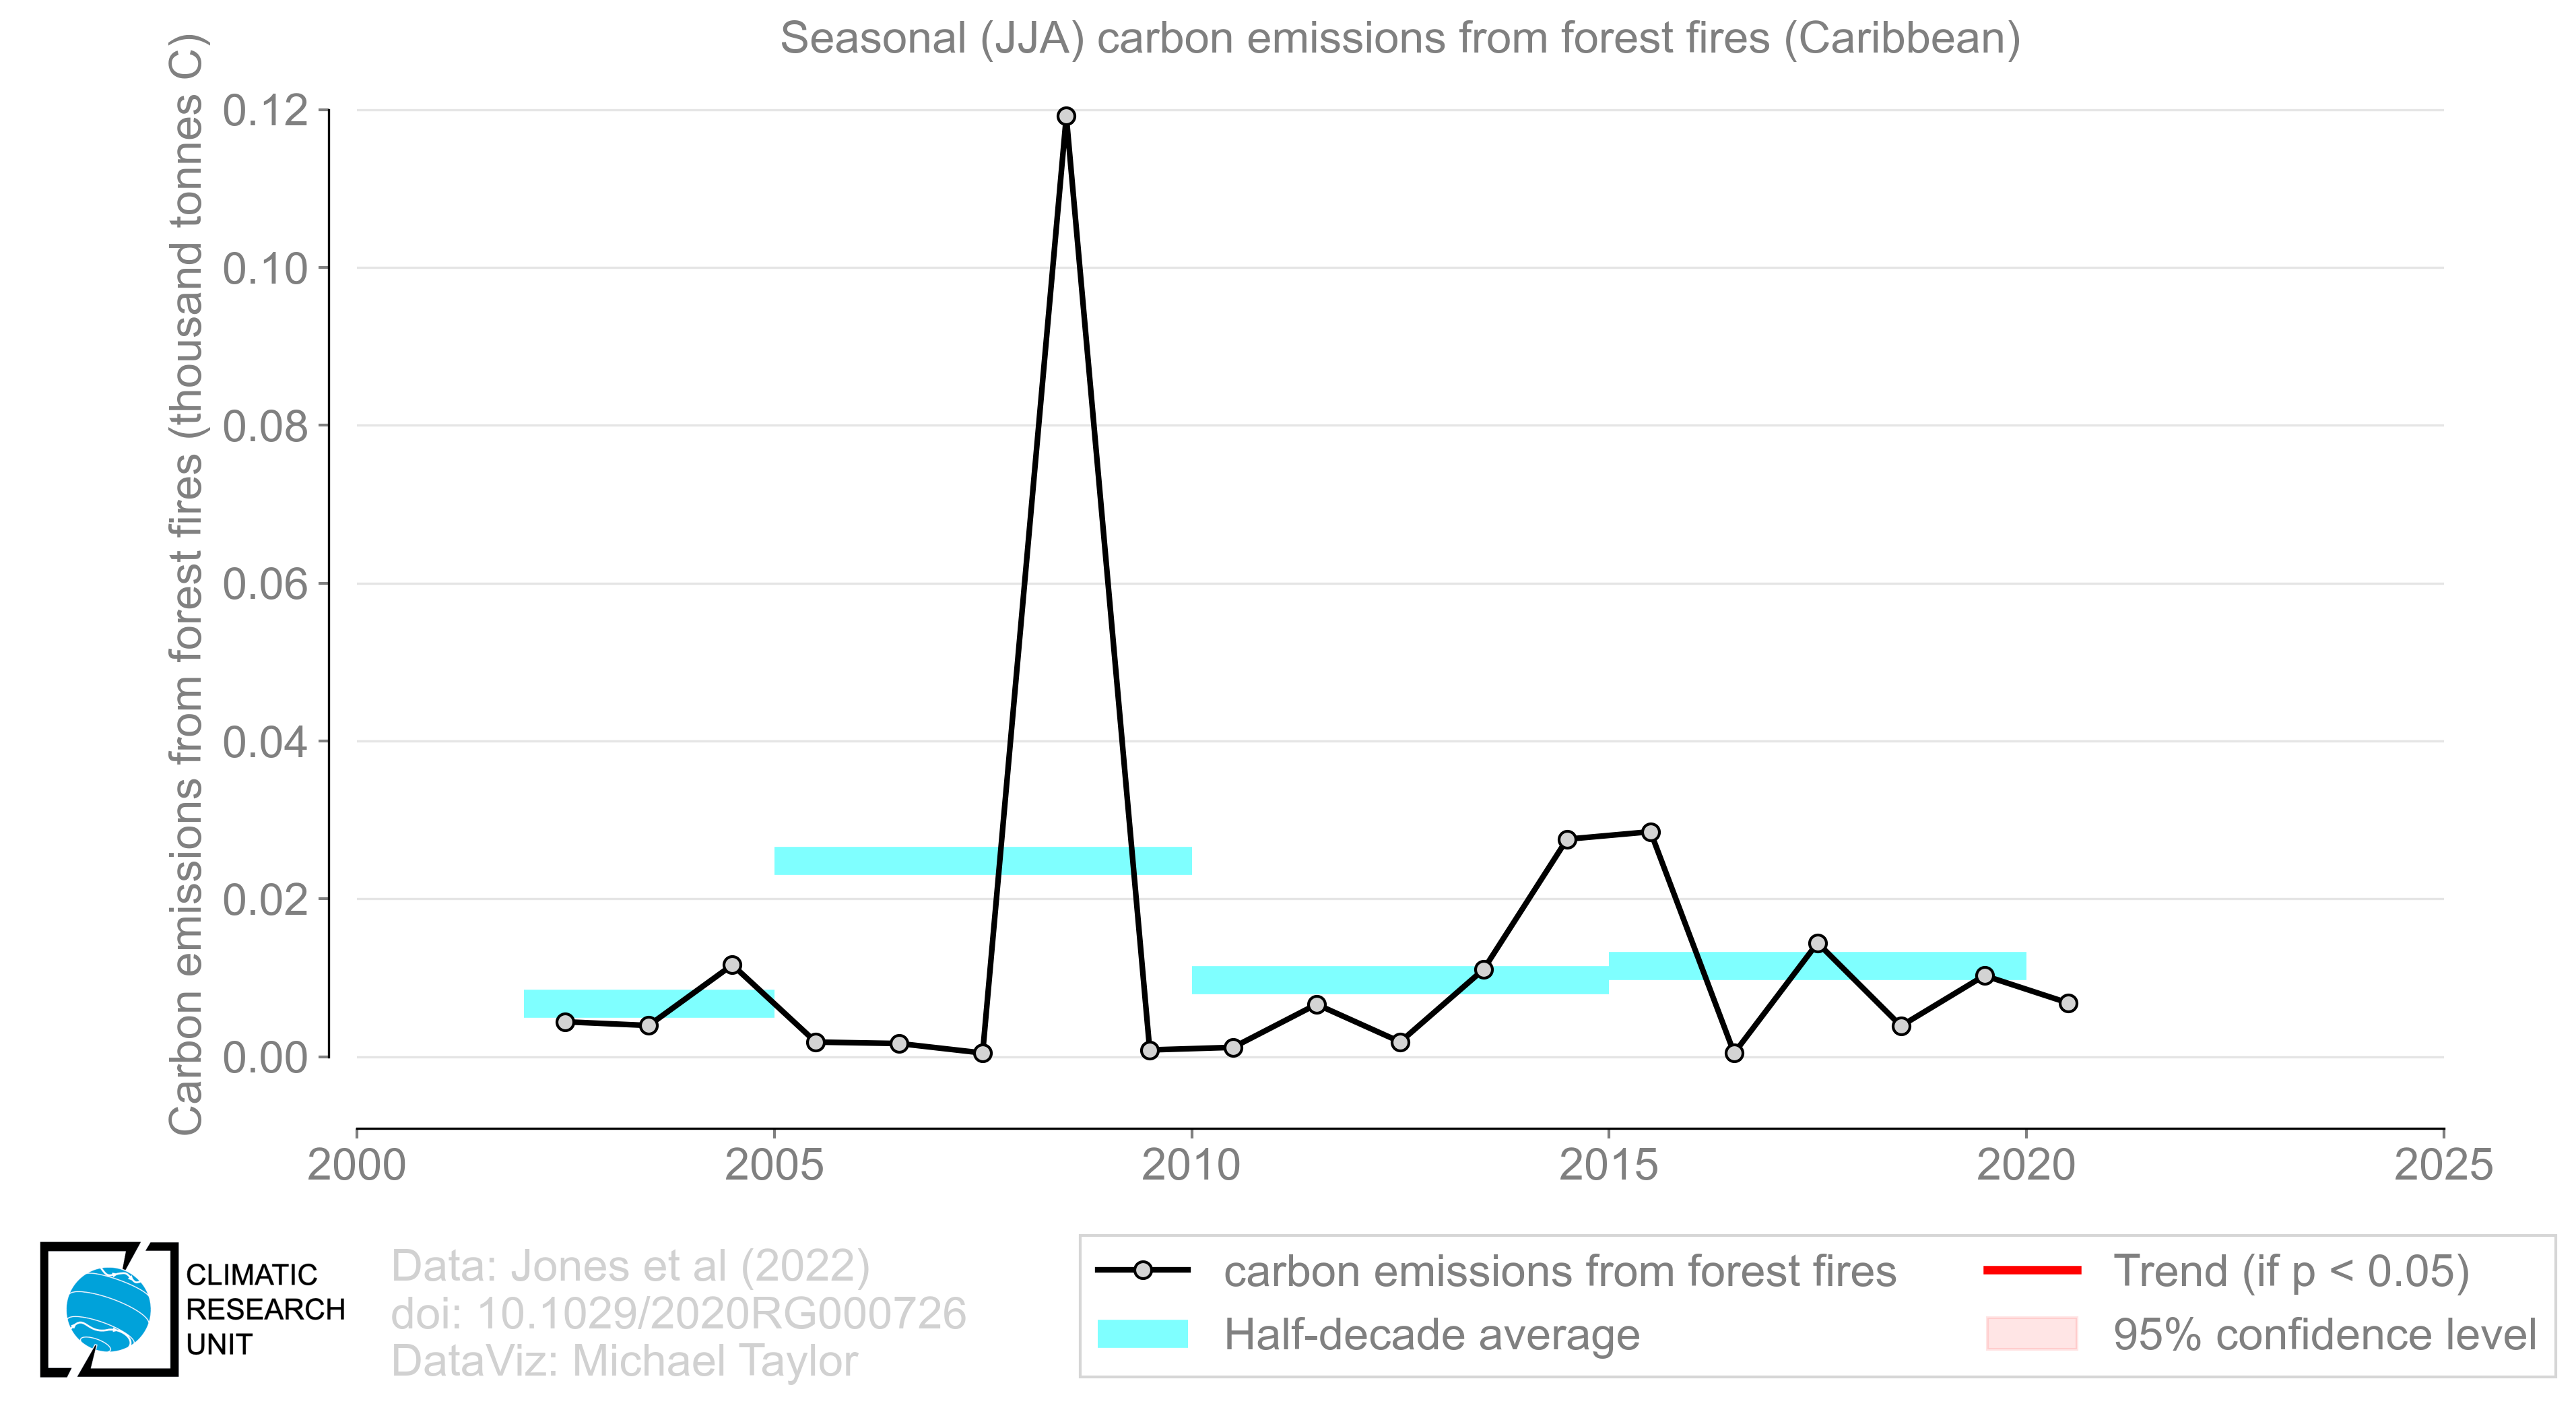 Seasonal (JJA) carbon emissions from forest fires (Caribbean)
Carbon emissions from forest fires (thousand tonnes C)
0.12
0.10
0.08
0.06
0.04
0.02
0.00
2000
2005
2010
2015
2020
2025
CLIMATIC
RESEARCH
UNIT
Data: Jones et al (2022)
doi: 10.1029/2020RG000726
DataViz: Michael Taylor
carbon emissions from forest fires
Half-decade average
Trend (if p < 0.05)
95% confidence level